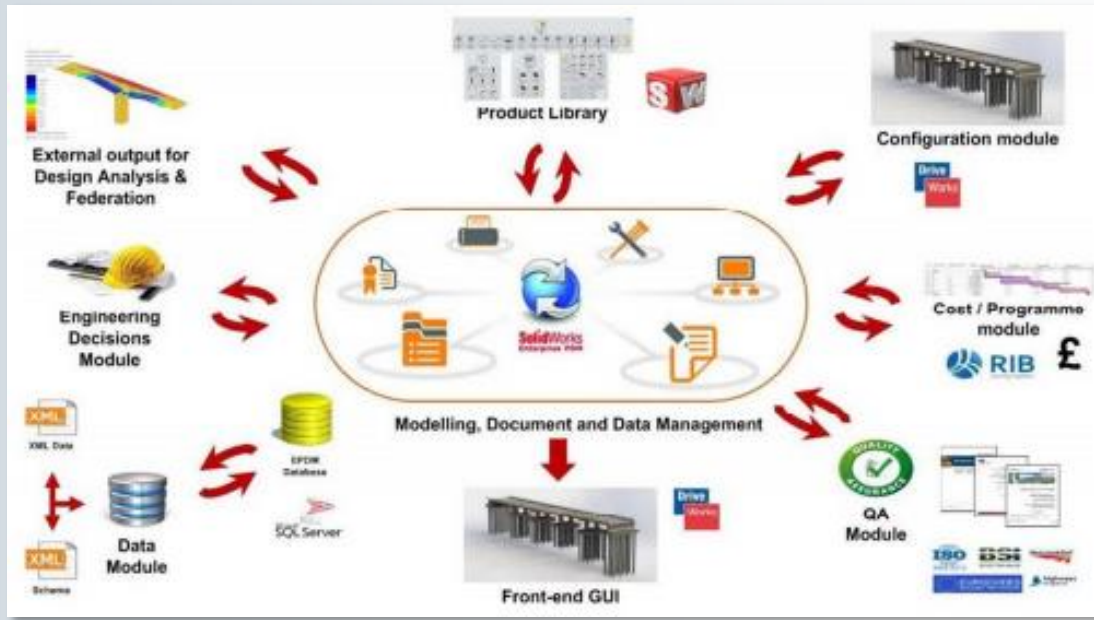 Product Library
SW
External output for
Design Analysis &
Federation
Configuration module
Drive
Works
Engineering
Decisions
Module
SolidWorks
Enterprise PDM
Cost / Programme
module
RIB
£
Modelling, Document and Data Management
XML
XML Data
EPDM
Database
SQL Server
Data
Module
XML
Schema
Drive
Works
Front-end GUI
QUALITY
ASSURANCE
QA
Module
ISO
BSI